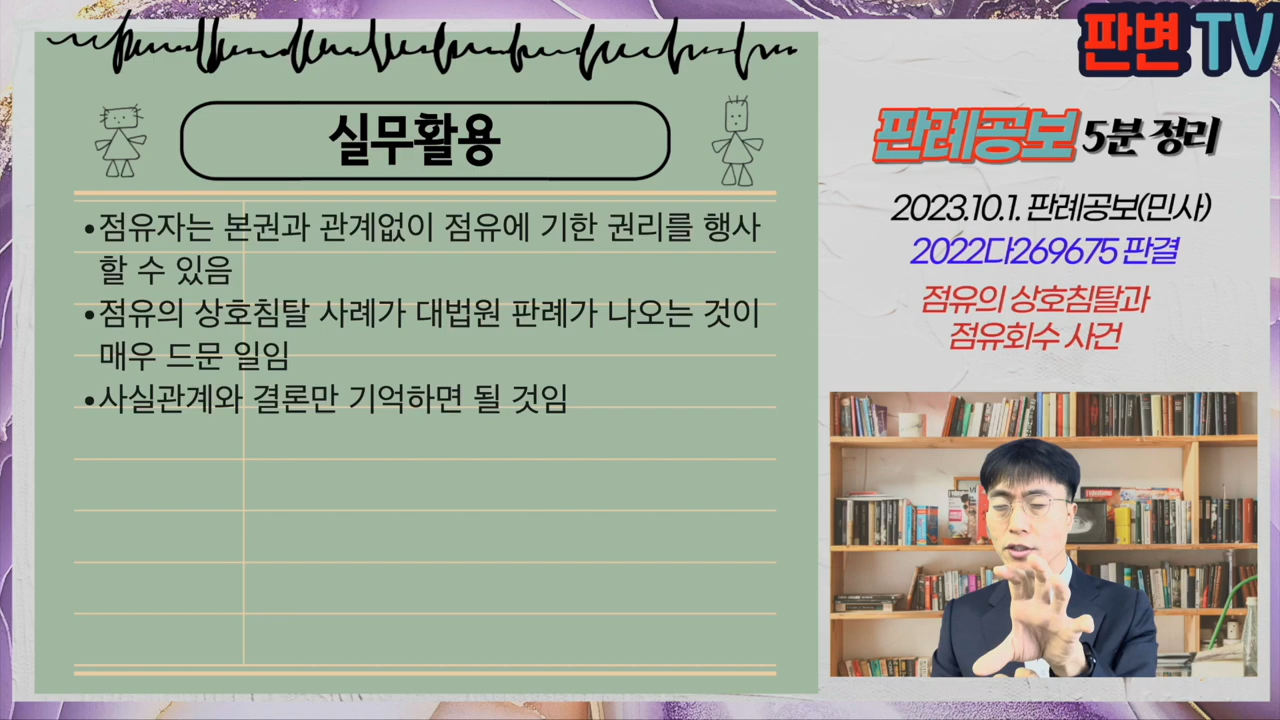 판변 TV
실무활용
•점유자는 본권과 관계없이 점유에 기한 권리를 행사
할 수 있음
•점유의 상호침탈 사례가 대법원 판례가 나오는 것이
매우 드문 일임
•사실관계와 결론만 기억하면 될 것임
판례공보 5분 정리
2023.10.1. 판례공보(민사)
2022다269675 판결
점유의 상호침탈과
점유회수 사건